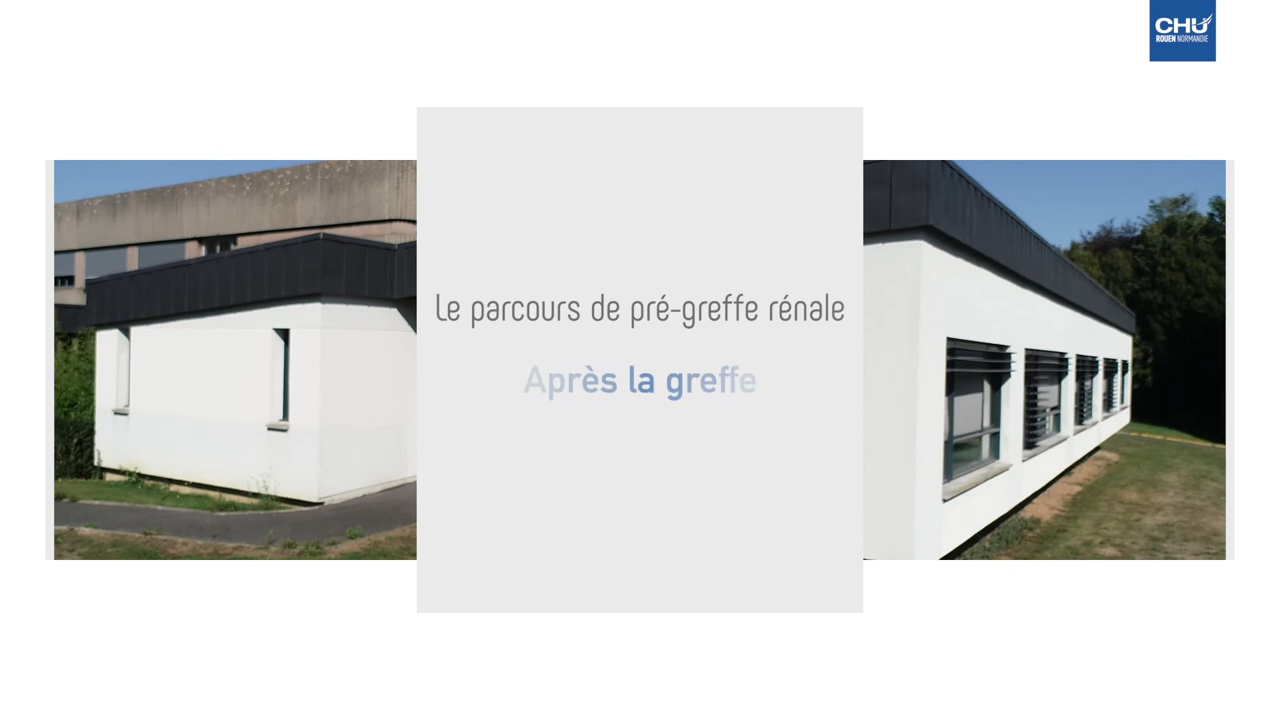 CHU
ROUEN NORMANDIE
Le parcours de pré-greffe rénale
Après la greffe